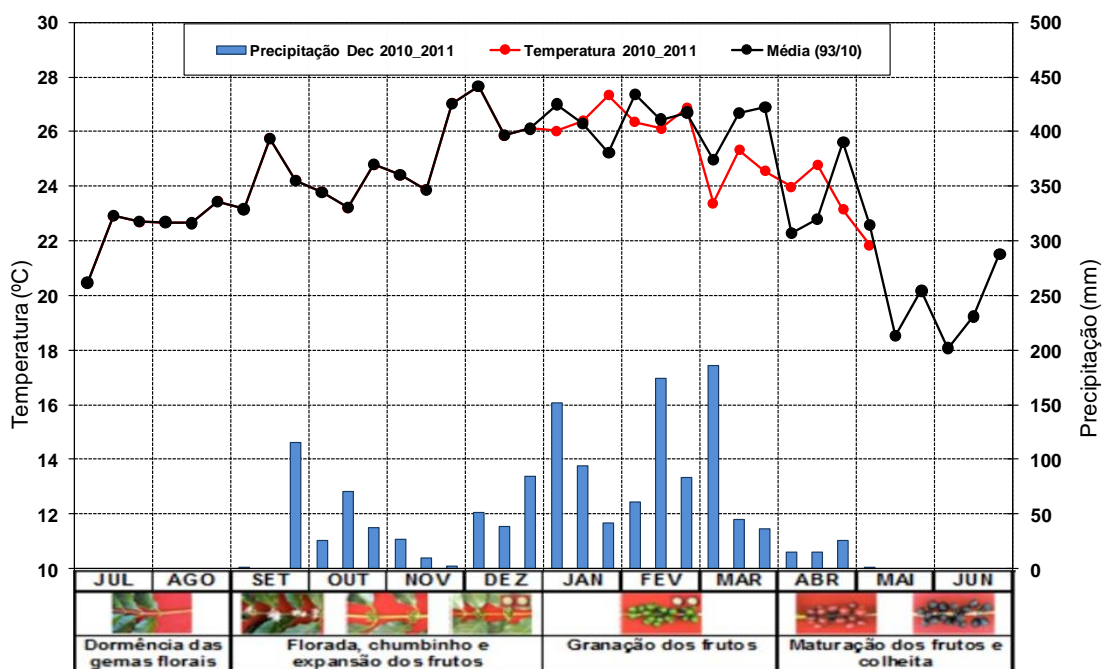 Precipitação Dec 2010_2011 Temperatura 2010_2011 Média (93/10)
Temperatura (ºC)
30
28
26
24
22
20
18
16
14
12
10
Precipitação (mm)
500
450
400
350
300
250
200
150
100
50
0
JUL AGO SET OUT NOV DEZ JAN FEV MAR ABR MAI JUN
Dormência das
gemas florais
Florada, chumbinho e
expansão dos frutos
Granação dos frutos
Maturação dos frutos e
colheita